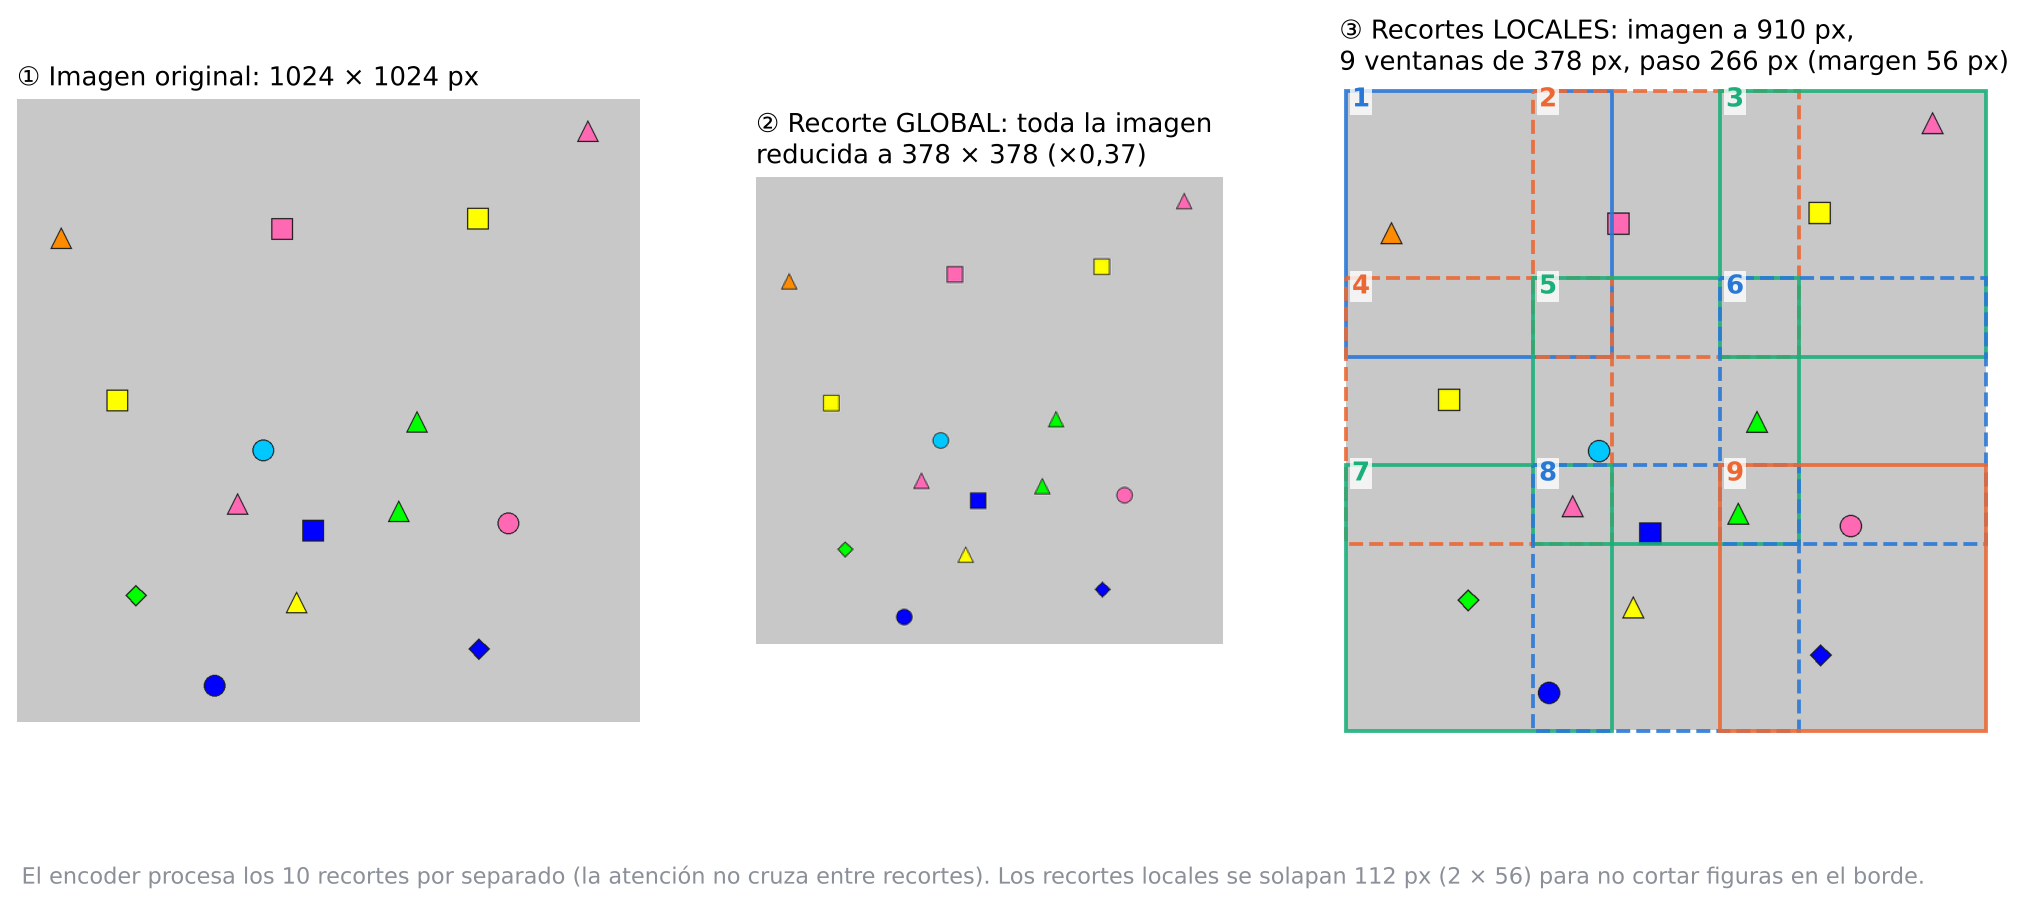 ① Imagen original: 1024 × 1024 px
② Recorte GLOBAL: toda la imagen
reducida a 378 × 378 (×0,37)
③ Recortes LOCALES: imagen a 910 px,
9 ventanas de 378 px, paso 266 px (margen 56 px)
1
2
3
4
5
6
7
8
9
El encoder procesa los 10 recortes por separado (la atención no cruza entre recortes). Los recortes locales se solapan 112 px (2 × 56) para no cortar figuras en el borde.